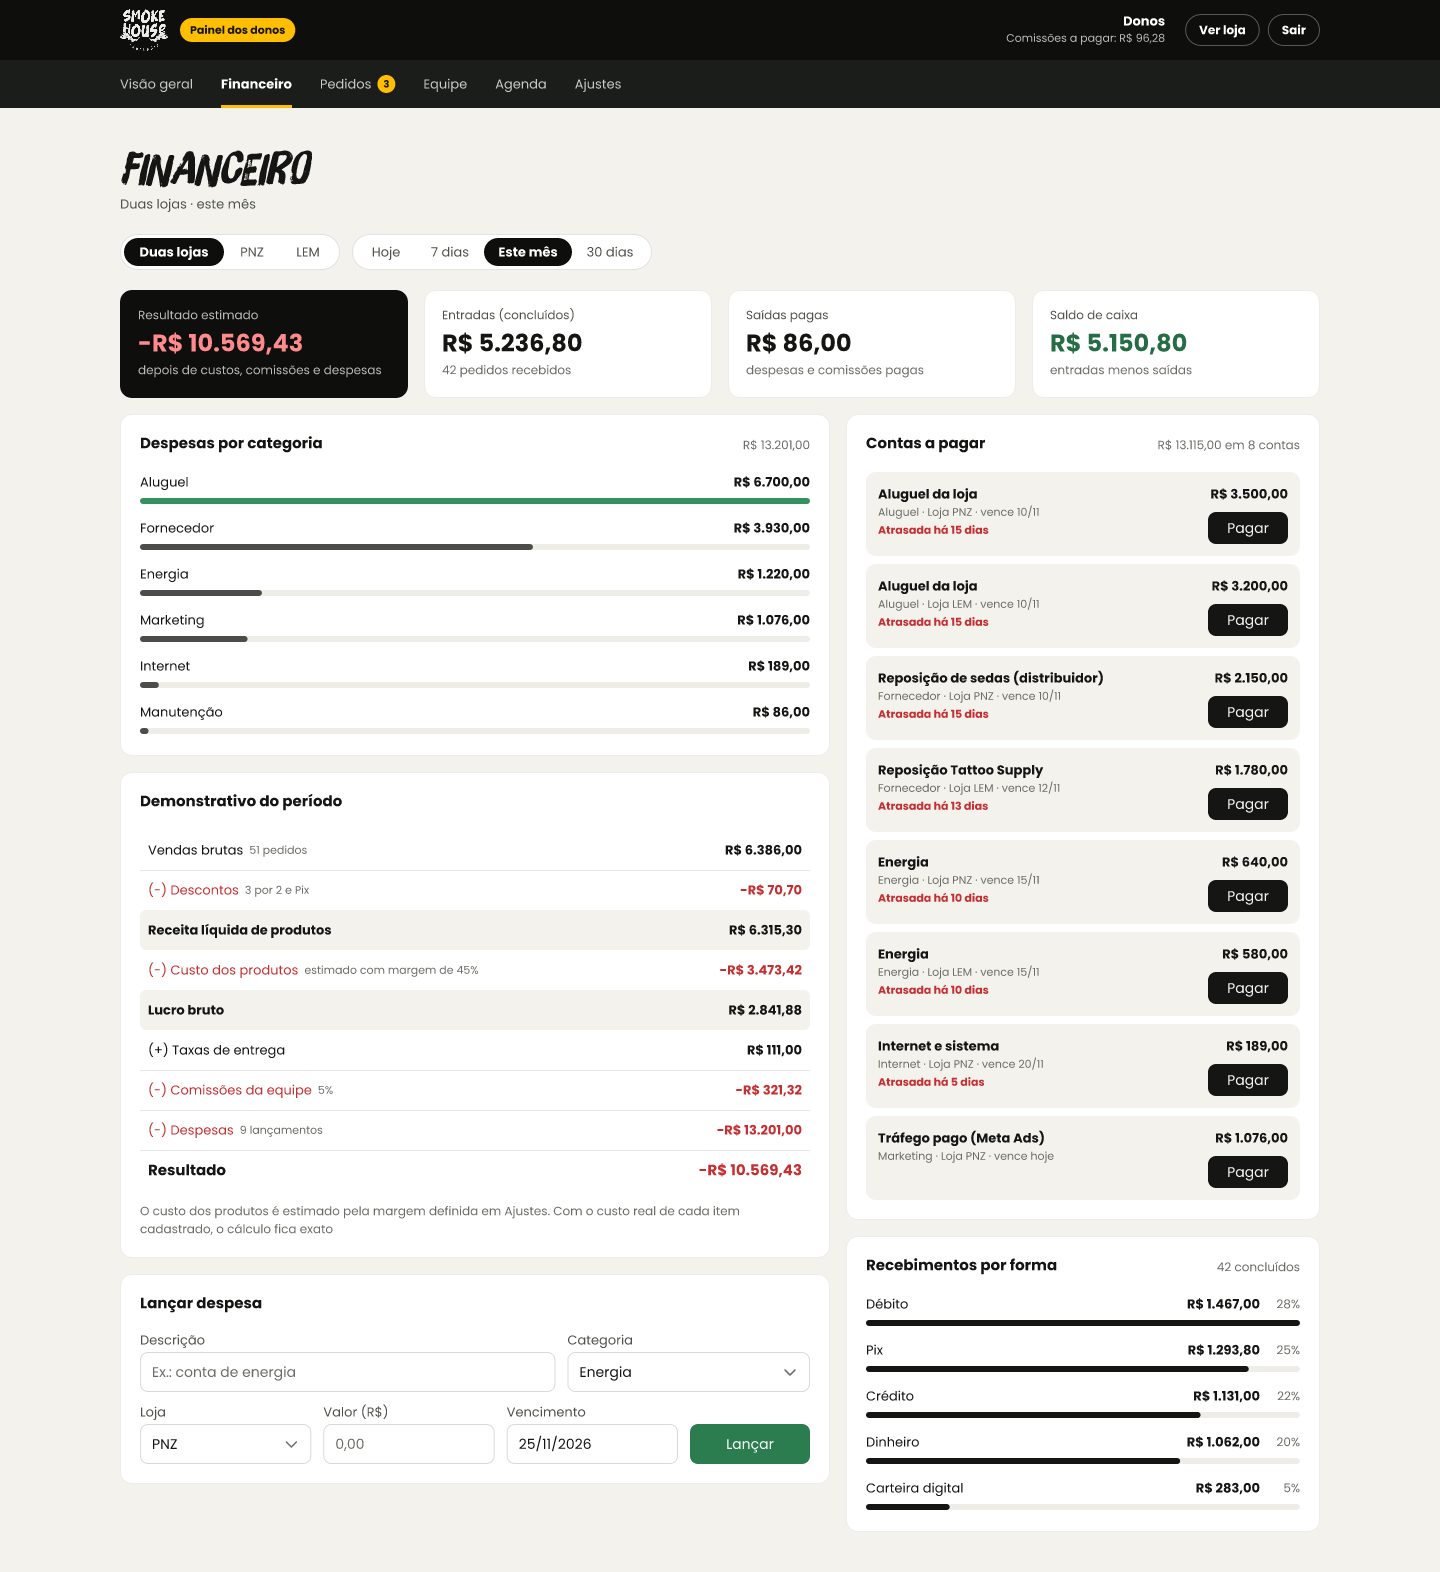 SMOKE
HOUSE
Painel dos donos
Donos
Comissões a pagar: R$ 96,28
Ver loja
Sair
Visão geral
Financeiro
Pedidos 3
Equipe
Agenda
Ajustes
FINANCEIRO
Duas lojas · este mês
Duas lojas
PNZ
LEM
Hoje
7 dias
Este mês
30 dias
Resultado estimado
-R$ 10.569,43
depois de custos, comissões e despesas
Entradas (concluídos)
R$ 5.236,80
42 pedidos recebidos
Saídas pagas
R$ 86,00
despesas e comissões pagas
Saldo de caixa
R$ 5.150,80
entradas menos saídas
Despesas por categoria R$ 13.201,00
Aluguel R$ 6.700,00
Fornecedor R$ 3.930,00
Energia R$ 1.220,00
Marketing R$ 1.076,00
Internet R$ 189,00
Manutenção R$ 86,00
Demonstrativo do período
Vendas brutas 51 pedidos R$ 6.386,00
(-) Descontos 3 por 2 e Pix -R$ 70,70
Receita líquida de produtos R$ 6.315,30
(-) Custo dos produtos estimado com margem de 45% -R$ 3.473,42
Lucro bruto R$ 2.841,88
(+) Taxas de entrega R$ 111,00
(-) Comissões da equipe 5% -R$ 321,32
(-) Despesas 9 lançamentos -R$ 13.201,00
Resultado -R$ 10.569,43
O custo dos produtos é estimado pela margem definida em Ajustes. Com o custo real de cada item
cadastrado, o cálculo fica exato
Lançar despesa
Descrição
Ex.: conta de energia
Categoria
Energia
Loja
PNZ
Valor (R$)
0,00
Vencimento
25/11/2026
Lançar
Contas a pagar R$ 13.115,00 em 8 contas
Aluguel da loja R$ 3.500,00
Aluguel · Loja PNZ · vence 10/11
Atrasada há 15 dias
Pagar
Aluguel da loja R$ 3.200,00
Aluguel · Loja LEM · vence 10/11
Atrasada há 15 dias
Pagar
Reposição de sedas (distribuidor) R$ 2.150,00
Fornecedor · Loja PNZ · vence 10/11
Atrasada há 15 dias
Pagar
Reposição Tattoo Supply R$ 1.780,00
Fornecedor · Loja LEM · vence 12/11
Atrasada há 13 dias
Pagar
Energia R$ 640,00
Energia · Loja PNZ · vence 15/11
Atrasada há 10 dias
Pagar
Energia R$ 580,00
Energia · Loja LEM · vence 15/11
Atrasada há 10 dias
Pagar
Internet e sistema R$ 189,00
Internet · Loja PNZ · vence 20/11
Atrasada há 5 dias
Pagar
Tráfego pago (Meta Ads) R$ 1.076,00
Marketing · Loja PNZ · vence hoje
Pagar
Recebimentos por forma 42 concluídos
Débito R$ 1.467,00 28%
Pix R$ 1.293,80 25%
Crédito R$ 1.131,00 22%
Dinheiro R$ 1.062,00 20%
Carteira digital R$ 283,00 5%